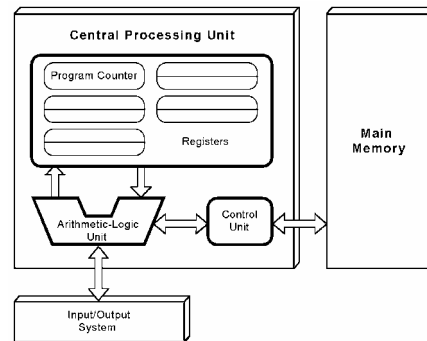 Central Processing Unit
Program Counter
Registers
Arithmetic-Logic
Unit
Control
Unit
Main
Memory
Input/Output
System